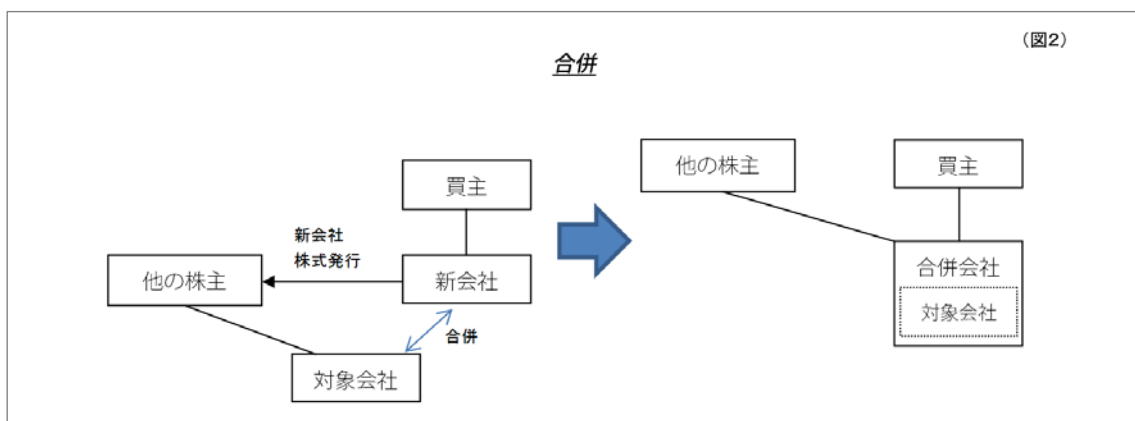 (図2)
合併
買主
新会社
株式発行
他の株主
新会社
合併
対象会社
他の株主
買主
合併会社
対象会社